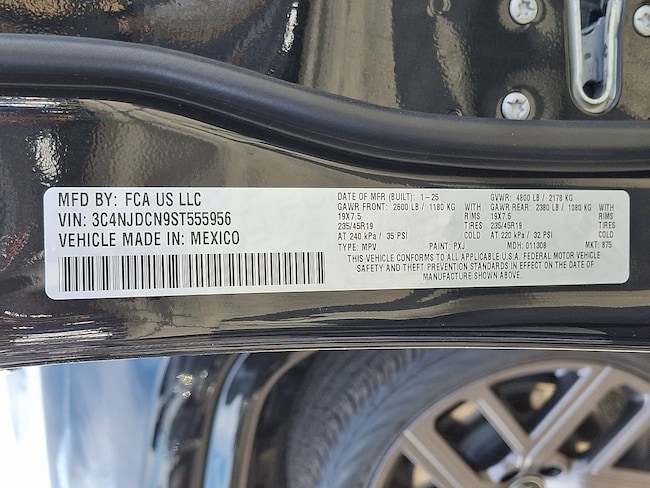 MFD BY: FCA US LLC
VIN: 3C4NJDCN9ST555956
VEHICLE MADE IN: MEXICO
DATE OF MFR (BUILT): 1-25 GVWR: 4800 LB / 2178 KG
GAWR FRONT: 2600 LB / 1180 KG WITH GAWR REAR: 2380 LB / 1080 KG WITH
19X7.5 RIMS 19X7.5 RIMS
235/45R19 TIRES 235/45R19 TIRES
AT 240 kPa / 35 PSI COLD AT 220 kPa / 32 PSI COLD
TYPE: MPV PAINT: PXJ MDH: 011308 MKT: 875
THIS VEHICLE CONFORMS TO ALL APPLICABLE U.S.A. FEDERAL MOTOR VEHICLE
SAFETY AND THEFT PREVENTION STANDARDS IN EFFECT ON THE DATE OF
MANUFACTURE SHOWN ABOVE.